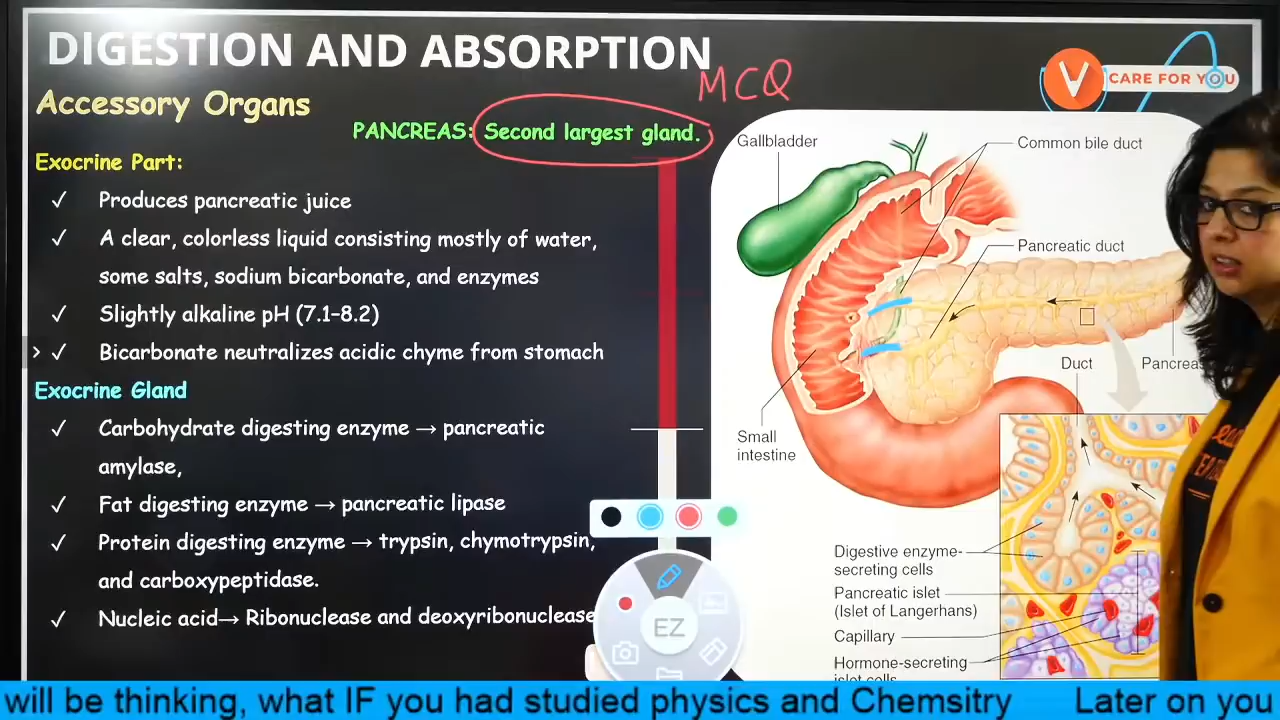 DIGESTION AND ABSORPTION
MCQ
V CARE FOR YOU
Accessory Organs
PANCREAS: Second largest gland.
Exocrine Part:
✓ Produces pancreatic juice
✓ A clear, colorless liquid consisting mostly of water,
some salts, sodium bicarbonate, and enzymes
✓ Slightly alkaline pH (7.1–8.2)
✓ Bicarbonate neutralizes acidic chyme from stomach
Exocrine Gland
✓ Carbohydrate digesting enzyme → pancreatic
amylase,
✓ Fat digesting enzyme → pancreatic lipase
✓ Protein digesting enzyme → trypsin, chymotrypsin,
and carboxypeptidase.
✓ Nucleic acid→ Ribonuclease and deoxyribonuclease
Gallbladder
Common bile duct
Pancreatic duct
Duct
Pancreas
Small
intestine
Digestive enzyme-
secreting cells
Pancreatic islet
(Islet of Langerhans)
Capillary
Hormone-secreting
islet cells
EZ
will be thinking, what IF you had studied physics and Chemsitry Later on you